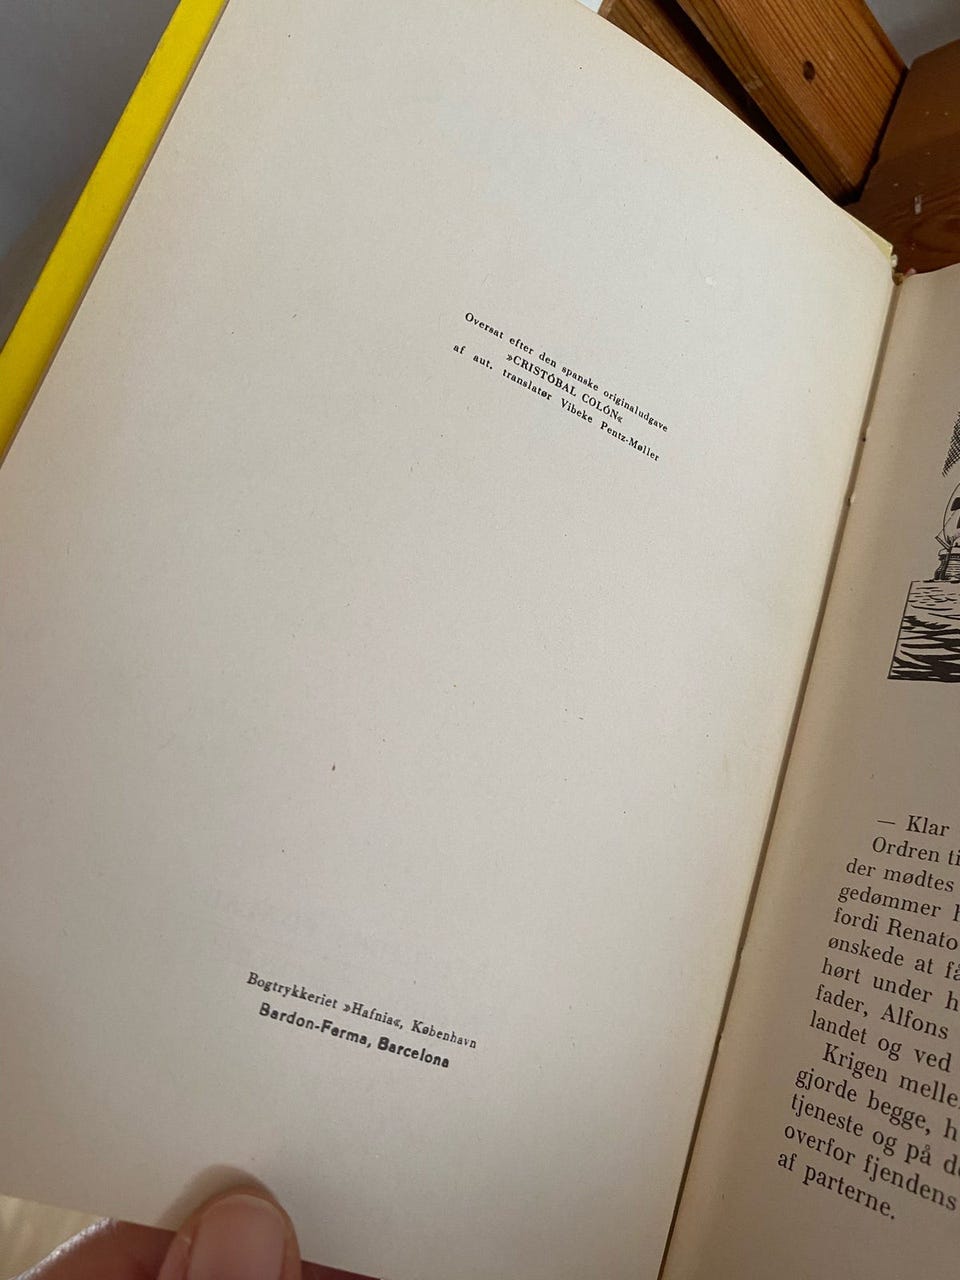 Oversat efter den spanske originaludgave
»CRISTÓBAL COLÓN«
af aut. translatør Vibeke Pentz-Møller
Bogtrykkeriet »Hafnia«, København
Bardon-Ferma, Barcelona
— Klar
Ordren ti
der mødtes
gedømmer h
fordi Renato
ønskede at få
hørt under h
fader, Alfons
landet og ved
Krigen melle
gjorde begge, h
tjeneste og på de
overfor fjendens
af parterne.